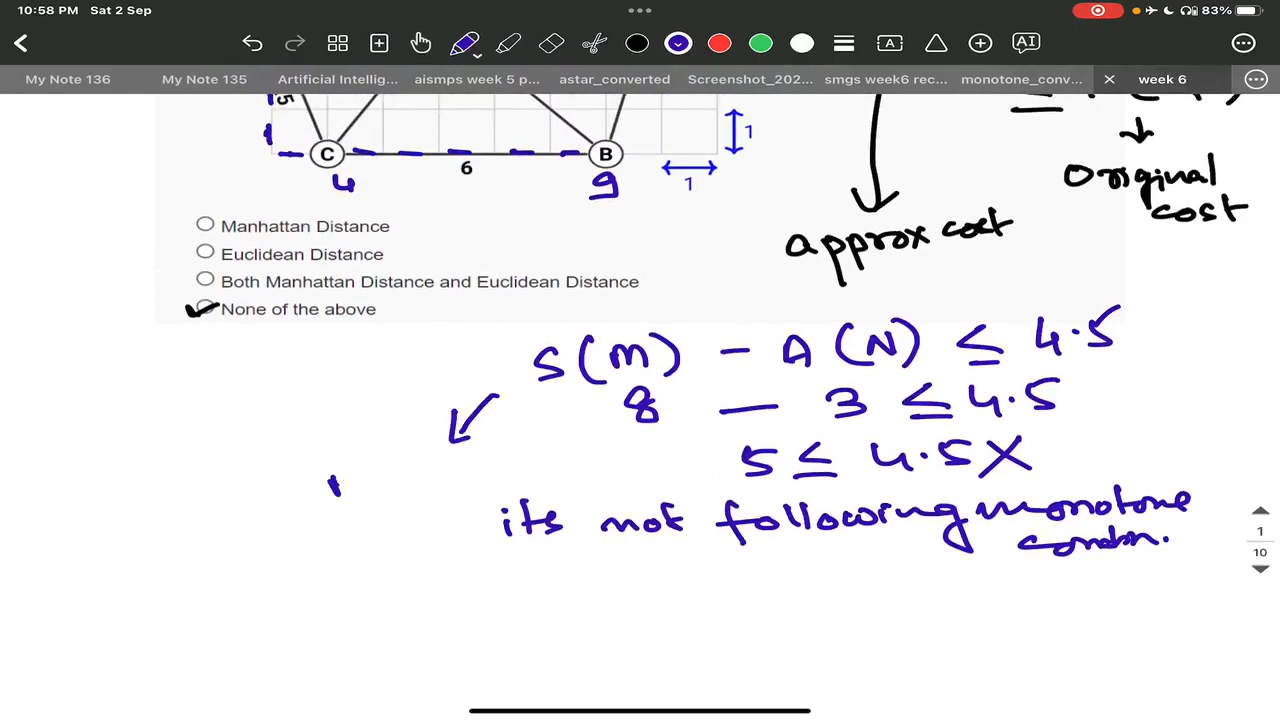 10:58 PM Sat 2 Sep
83%
A
AI
My Note 136
My Note 135
Artificial Intellig...
aismps week 5 p...
astar_converted
Screenshot_202...
smgs week6 rec...
monotone_conv...
week 6
5
1
C
6
B
4
9
1
Original
cost
approx cost
Manhattan Distance
Euclidean Distance
Both Manhattan Distance and Euclidean Distance
None of the above
S(M) - A(N) ≤ 4.5
8 — 3 ≤ 4.5
5 ≤ 4.5 X
its not following monotone
1
10